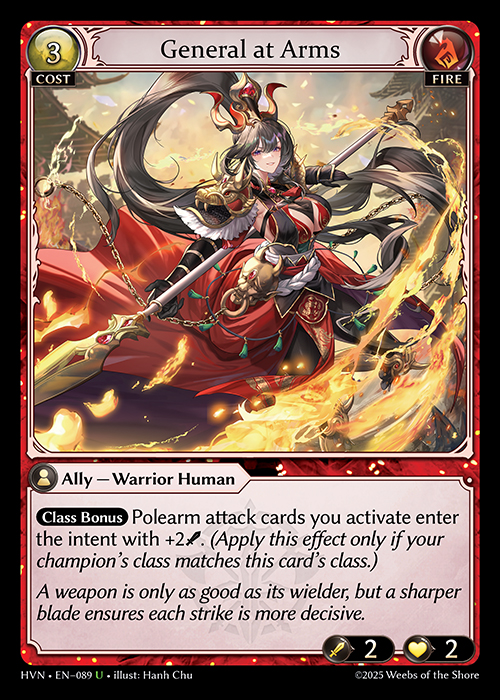 3
COST
General at Arms
FIRE
Ally — Warrior Human
Class Bonus Polearm attack cards you activate enter
the intent with +2. (Apply this effect only if your
champion's class matches this card's class.)
A weapon is only as good as its wielder, but a sharper
blade ensures each strike is more decisive.
2 2
HVN • EN-089 U • illust: Hanh Chu
©2025 Weebs of the Shore